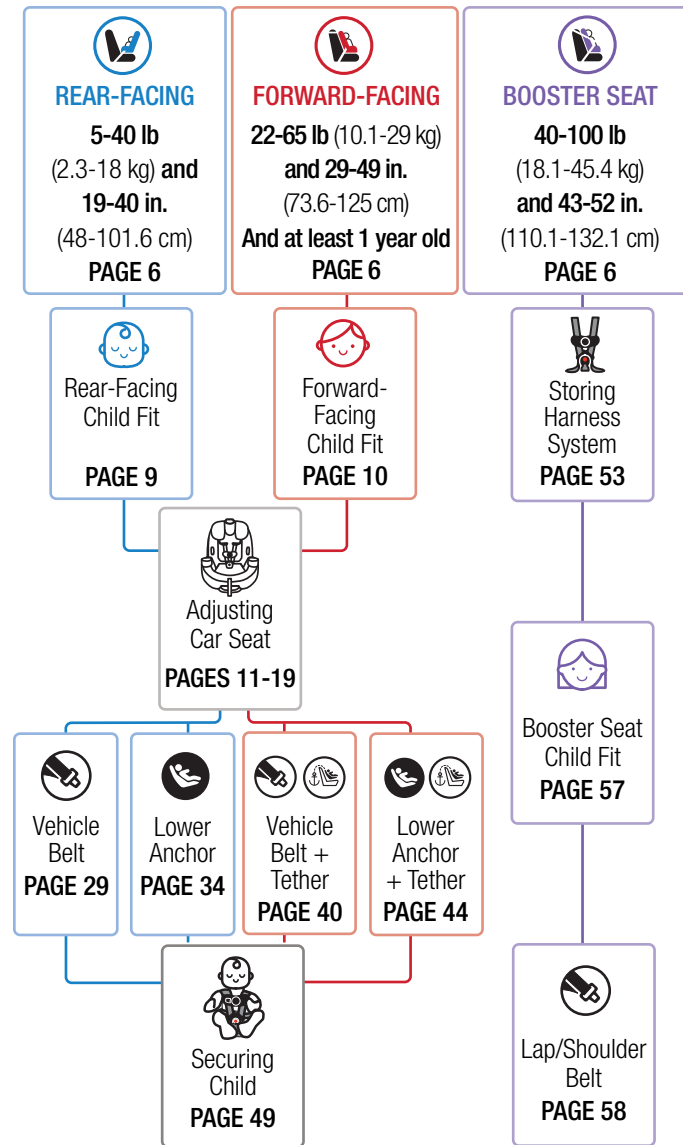 REAR-FACING
5-40 lb
(2.3-18 kg) and
19-40 in.
(48-101.6 cm)
PAGE 6
FORWARD-FACING
22-65 lb (10.1-29 kg)
and 29-49 in.
(73.6-125 cm)
And at least 1 year old
PAGE 6
BOOSTER SEAT
40-100 lb
(18.1-45.4 kg)
and 43-52 in.
(110.1-132.1 cm)
PAGE 6
Rear-Facing
Child Fit
PAGE 9
Forward-
Facing
Child Fit
PAGE 10
Storing
Harness
System
PAGE 53
Adjusting
Car Seat
PAGES 11-19
Booster Seat
Child Fit
PAGE 57
Vehicle
Belt
PAGE 29
Lower
Anchor
PAGE 34
Vehicle
Belt +
Tether
PAGE 40
Lower
Anchor
+ Tether
PAGE 44
Securing
Child
PAGE 49
Lap/Shoulder
Belt
PAGE 58